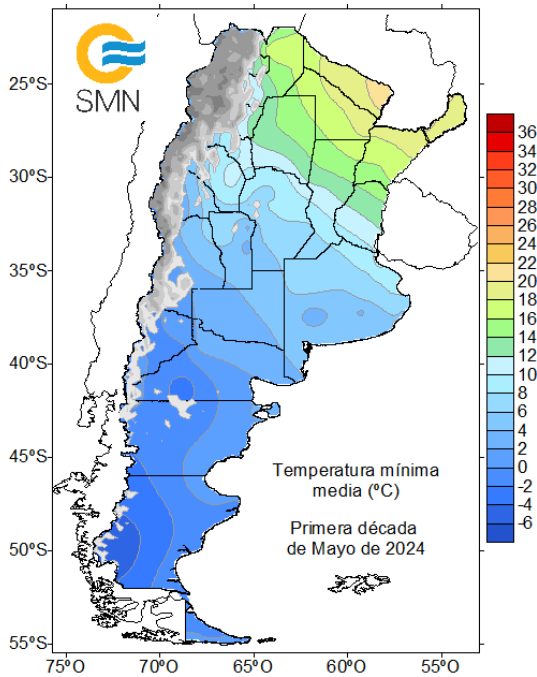 SMN
25°S
30°S
35°S
40°S
45°S
50°S
55°S
75°O
70°O
65°O
60°O
55°O
36
34
32
30
28
26
24
22
20
18
16
14
12
10
8
6
4
2
0
-2
-4
-6
Temperatura mínima
media (ºC)
Primera década
de Mayo de 2024